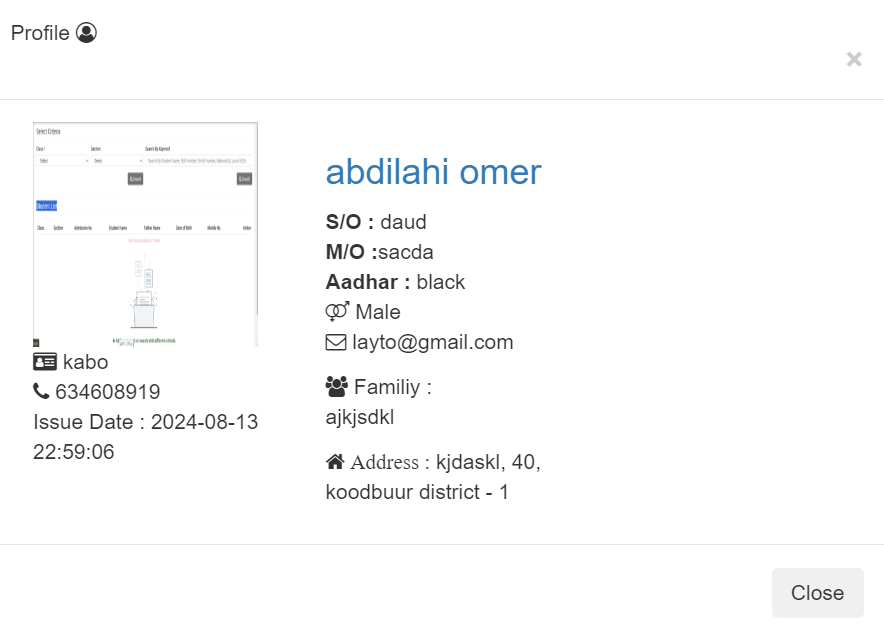 Profile
×
Select Criteria
Class *
Section
Search By Keyword
Select
Select
Search
Search
Student List
Class Section Admission No Student Name Father Name Date of Birth Mobile No. Action
abdilahi omer
S/O : daud
M/O :sacda
Aadhar : black
Male
layto@gmail.com
Familiy :
ajkjsdkl
Address : kjdaskl, 40,
koodbuur district - 1
kabo
634608919
Issue Date : 2024-08-13
22:59:06
Close